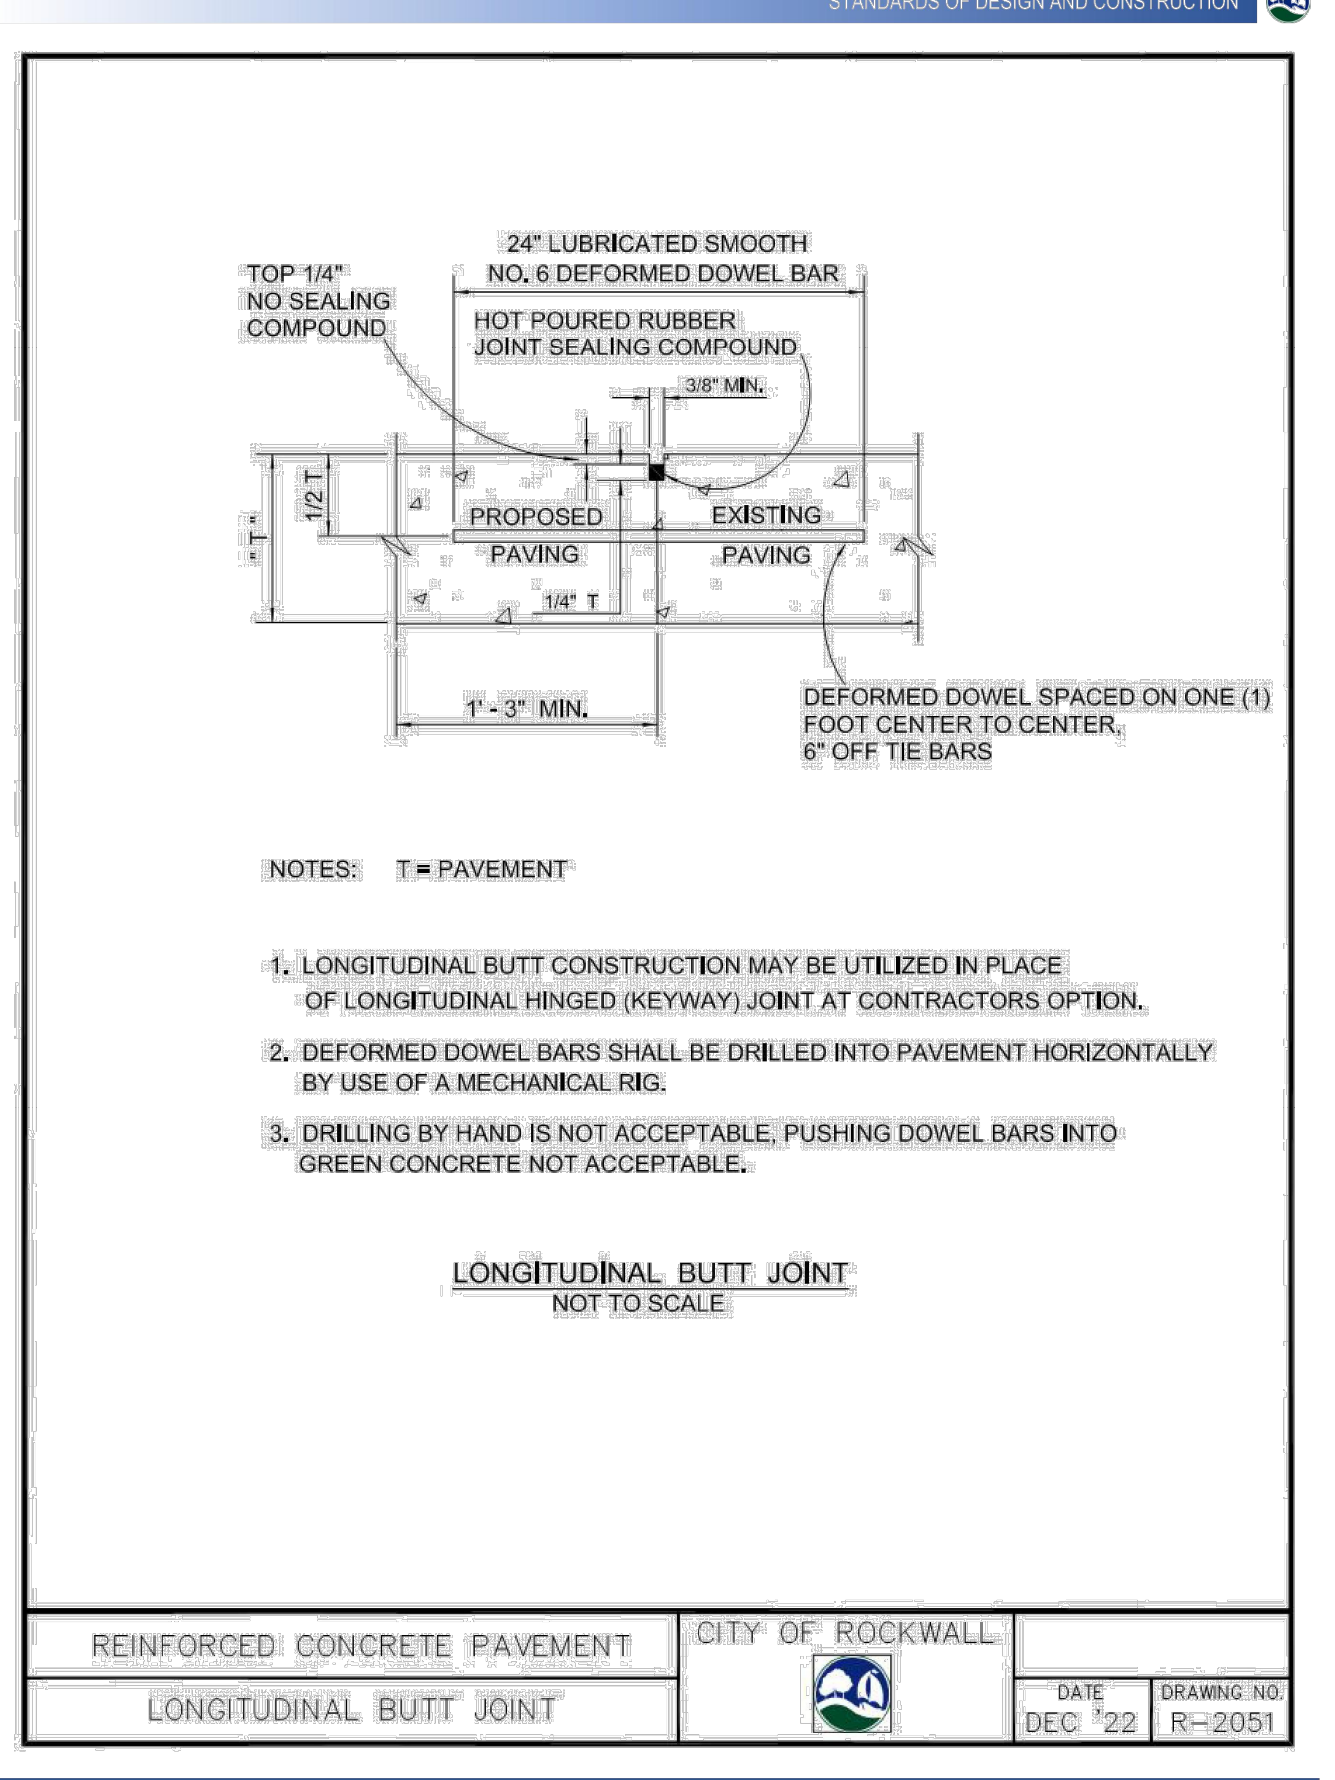 STANDARDS OF DESIGN AND CONSTRUCTION
24" LUBRICATED SMOOTH
NO. 6 DEFORMED DOWEL BAR
TOP 1/4"
NO SEALING
COMPOUND
HOT POURED RUBBER
JOINT SEALING COMPOUND
3/8" MIN.
1/2 T
" T "
PROPOSED
PAVING
EXISTING
PAVING
1/4" T
1' - 3" MIN.
DEFORMED DOWEL SPACED ON ONE (1)
FOOT CENTER TO CENTER,
6" OFF TIE BARS
NOTES: T = PAVEMENT
1. LONGITUDINAL BUTT CONSTRUCTION MAY BE UTILIZED IN PLACE
OF LONGITUDINAL HINGED (KEYWAY) JOINT AT CONTRACTORS OPTION.
2. DEFORMED DOWEL BARS SHALL BE DRILLED INTO PAVEMENT HORIZONTALLY
BY USE OF A MECHANICAL RIG.
3. DRILLING BY HAND IS NOT ACCEPTABLE, PUSHING DOWEL BARS INTO
GREEN CONCRETE NOT ACCEPTABLE.
LONGITUDINAL BUTT JOINT
NOT TO SCALE
REINFORCED CONCRETE PAVEMENT
LONGITUDINAL BUTT JOINT
CITY OF ROCKWALL
DATE
DEC '22
DRAWING NO.
R-2051